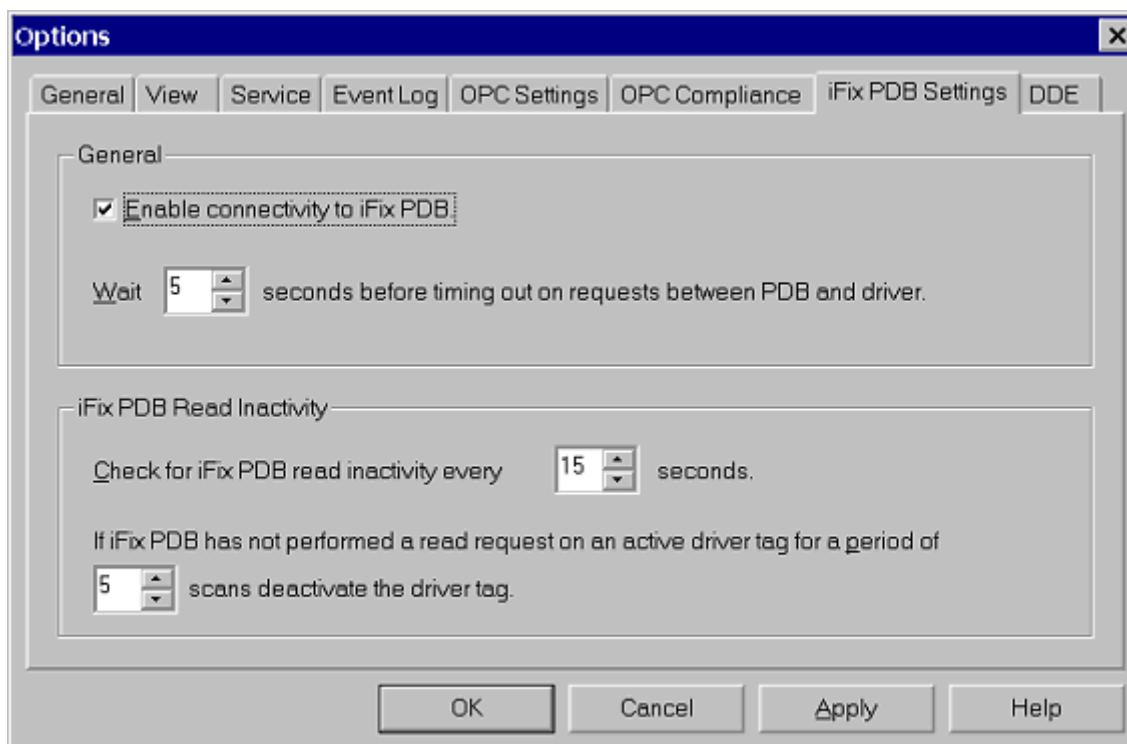 Options
General View Service Event Log OPC Settings OPC Compliance iFix PDB Settings DDE
General
Enable connectivity to iFix PDB.
Wait 5 seconds before timing out on requests between PDB and driver.
iFix PDB Read Inactivity
Check for iFix PDB read inactivity every 15 seconds.
If iFix PDB has not performed a read request on an active driver tag for a period of
5 scans deactivate the driver tag.
OK Cancel Apply Help